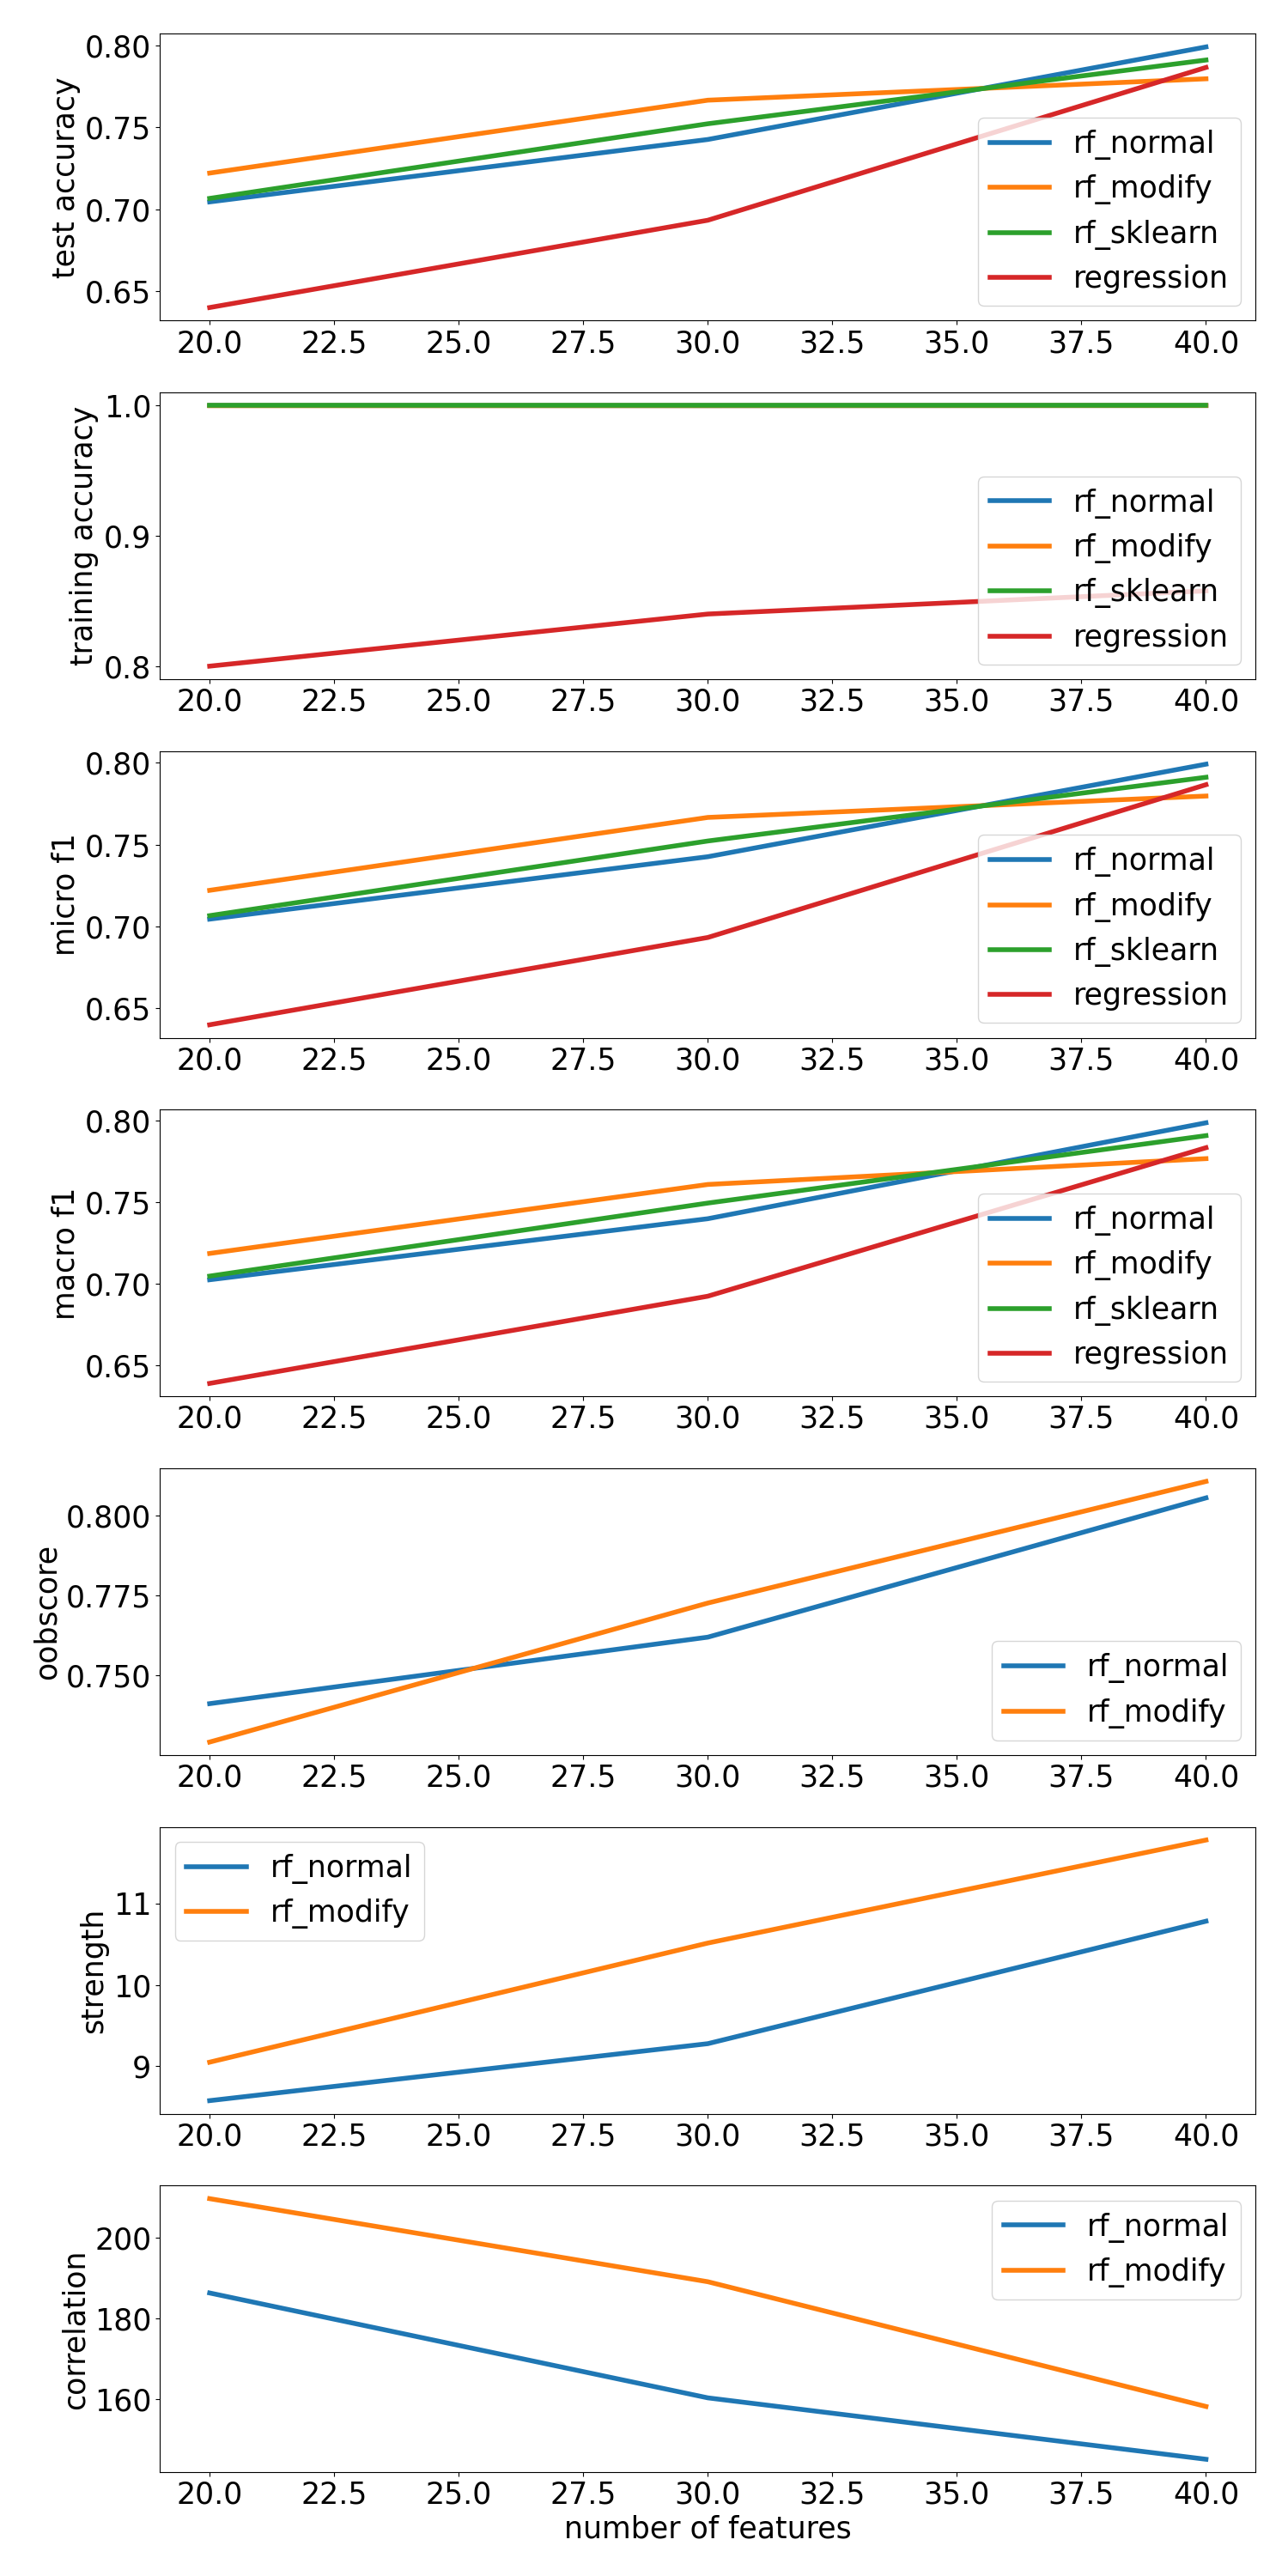 test accuracy
0.80
0.75
0.70
0.65
rf_normal
rf_modify
rf_sklearn
regression
20.0 22.5 25.0 27.5 30.0 32.5 35.0 37.5 40.0
training accuracy
1.0
0.9
0.8
rf_normal
rf_modify
rf_sklearn
regression
20.0 22.5 25.0 27.5 30.0 32.5 35.0 37.5 40.0
micro f1
0.80
0.75
0.70
0.65
rf_normal
rf_modify
rf_sklearn
regression
20.0 22.5 25.0 27.5 30.0 32.5 35.0 37.5 40.0
macro f1
0.80
0.75
0.70
0.65
rf_normal
rf_modify
rf_sklearn
regression
20.0 22.5 25.0 27.5 30.0 32.5 35.0 37.5 40.0
oobscore
0.800
0.775
0.750
rf_normal
rf_modify
20.0 22.5 25.0 27.5 30.0 32.5 35.0 37.5 40.0
strength
11
10
9
rf_normal
rf_modify
20.0 22.5 25.0 27.5 30.0 32.5 35.0 37.5 40.0
correlation
200
180
160
rf_normal
rf_modify
20.0 22.5 25.0 27.5 30.0 32.5 35.0 37.5 40.0
number of features